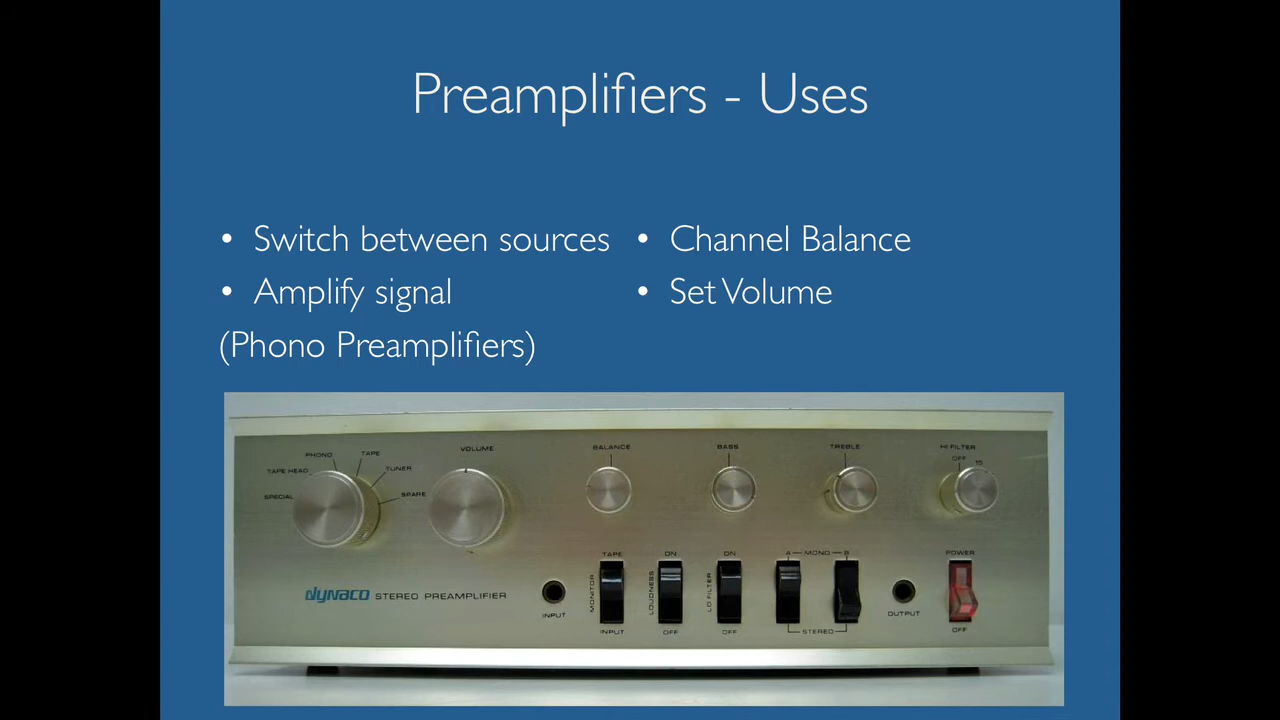 Preamplifiers - Uses
• Switch between sources
• Amplify signal
(Phono Preamplifiers)
• Channel Balance
• Set Volume
SPECIAL
TAPE HEAD
PHONO
TAPE
TUNER
SPARE
VOLUME
BALANCE
BASS
TREBLE
HI FILTER
OFF
15
dynaco STEREO PREAMPLIFIER
INPUT
TAPE
MONITOR
INPUT
ON
LOUDNESS
OFF
ON
LO FILTER
OFF
A MONO B
STEREO
OUTPUT
POWER
OFF